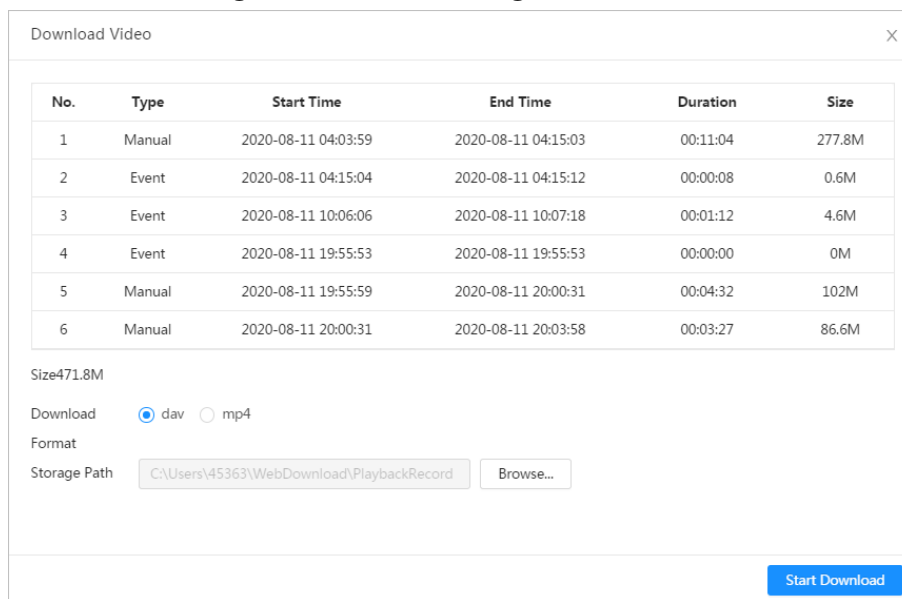 Download Video
No. Type Start Time End Time Duration Size
1 Manual 2020-08-11 04:03:59 2020-08-11 04:15:03 00:11:04 277.8M
2 Event 2020-08-11 04:15:04 2020-08-11 04:15:12 00:00:08 0.6M
3 Event 2020-08-11 10:06:06 2020-08-11 10:07:18 00:01:12 4.6M
4 Event 2020-08-11 19:55:53 2020-08-11 19:55:53 00:00:00 0M
5 Manual 2020-08-11 19:55:59 2020-08-11 20:00:31 00:04:32 102M
6 Manual 2020-08-11 20:00:31 2020-08-11 20:03:58 00:03:27 86.6M
Size471.8M
Download dav mp4
Format
Storage Path C:\Users\45363\WebDownload\PlaybackRecord Browse...
Start Download